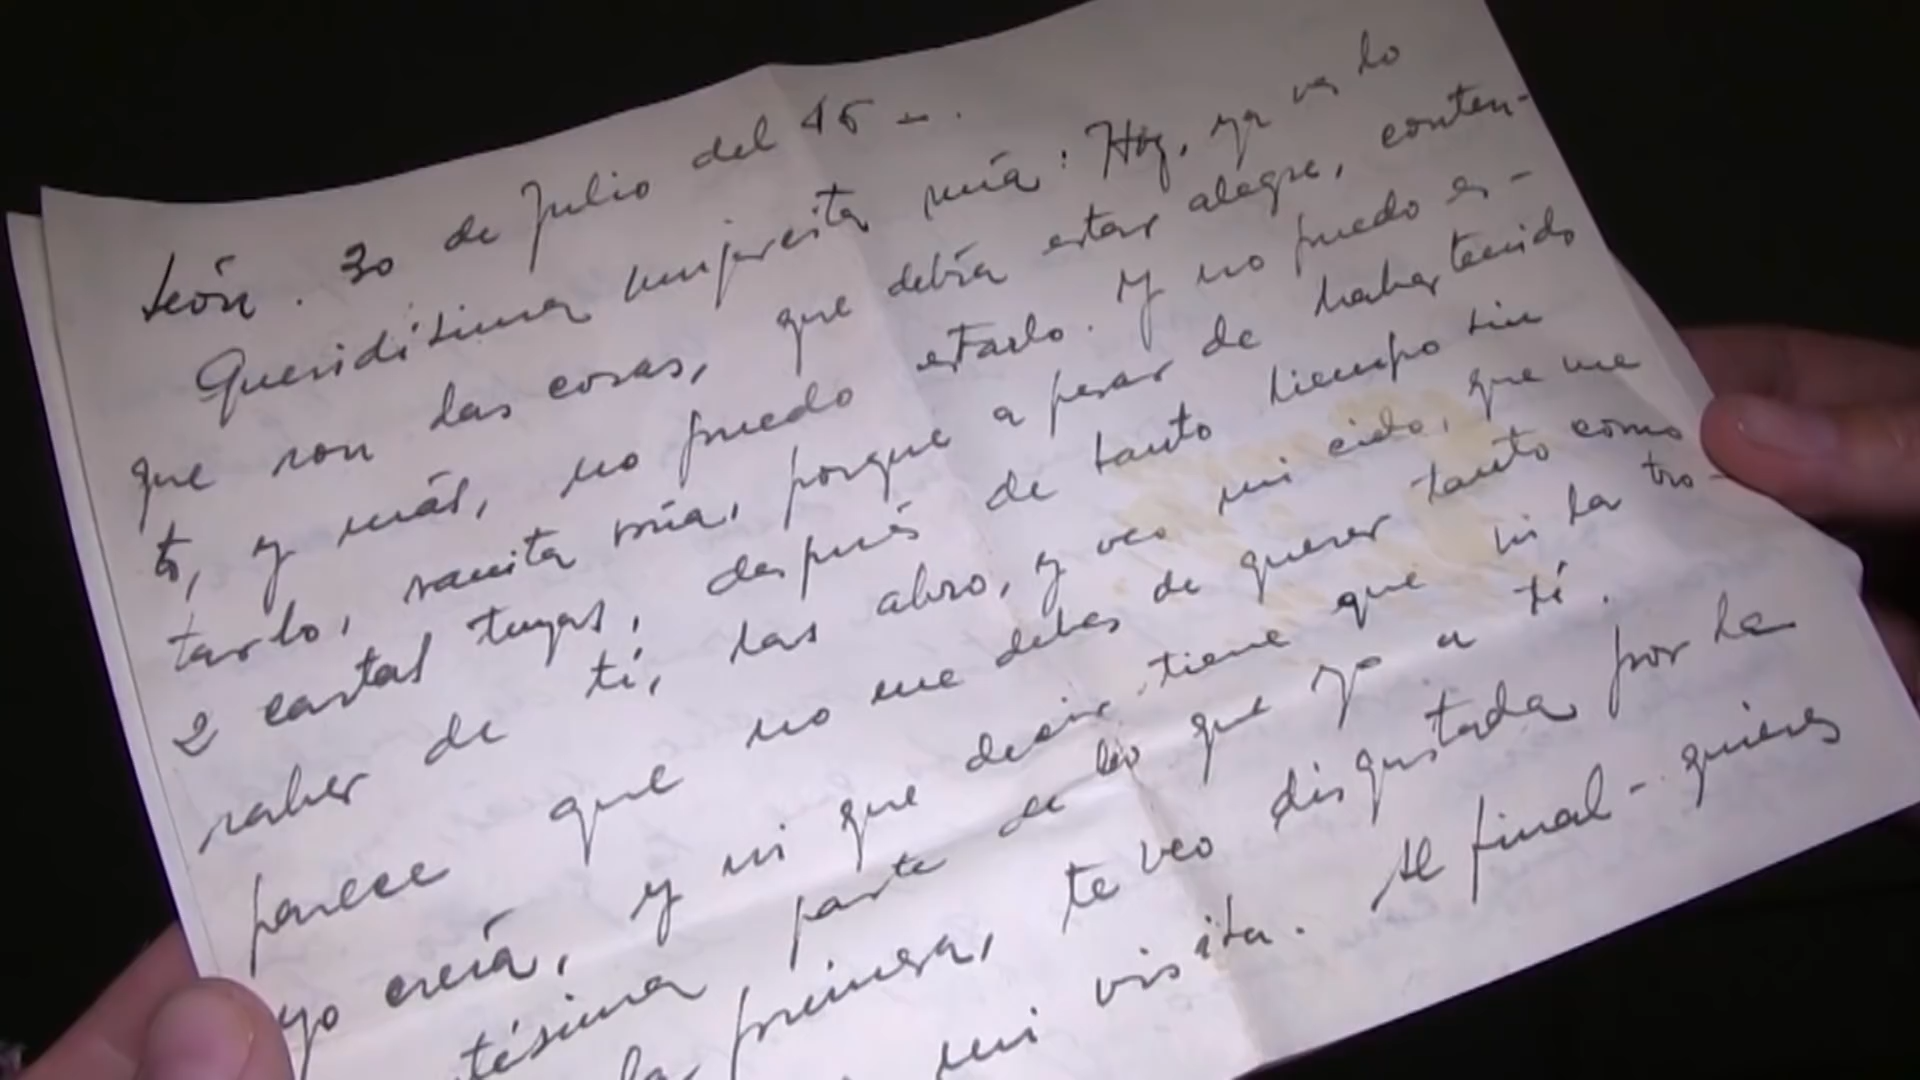 León. 30 de Julio del 45 -.
Queridísima mujercita mía: Hoy, ya ves lo
que son las cosas, que debía estar alegre, conten-
to, y más, no puedo estarlo. Y no puedo es-
tarlo, nanita mía, porque a pesar de haber tenido
2 cartas tuyas, después de tanto tiempo sin
saber de tí, las abro, y veo mi cielo, que me
parece que no me debes de querer tanto como
yo creía, y ni que decir tiene que ni la tro-
tésima parte de lo que yo a tí.
la primera, te veo disgustada por la
mi visita. Al final - quieres